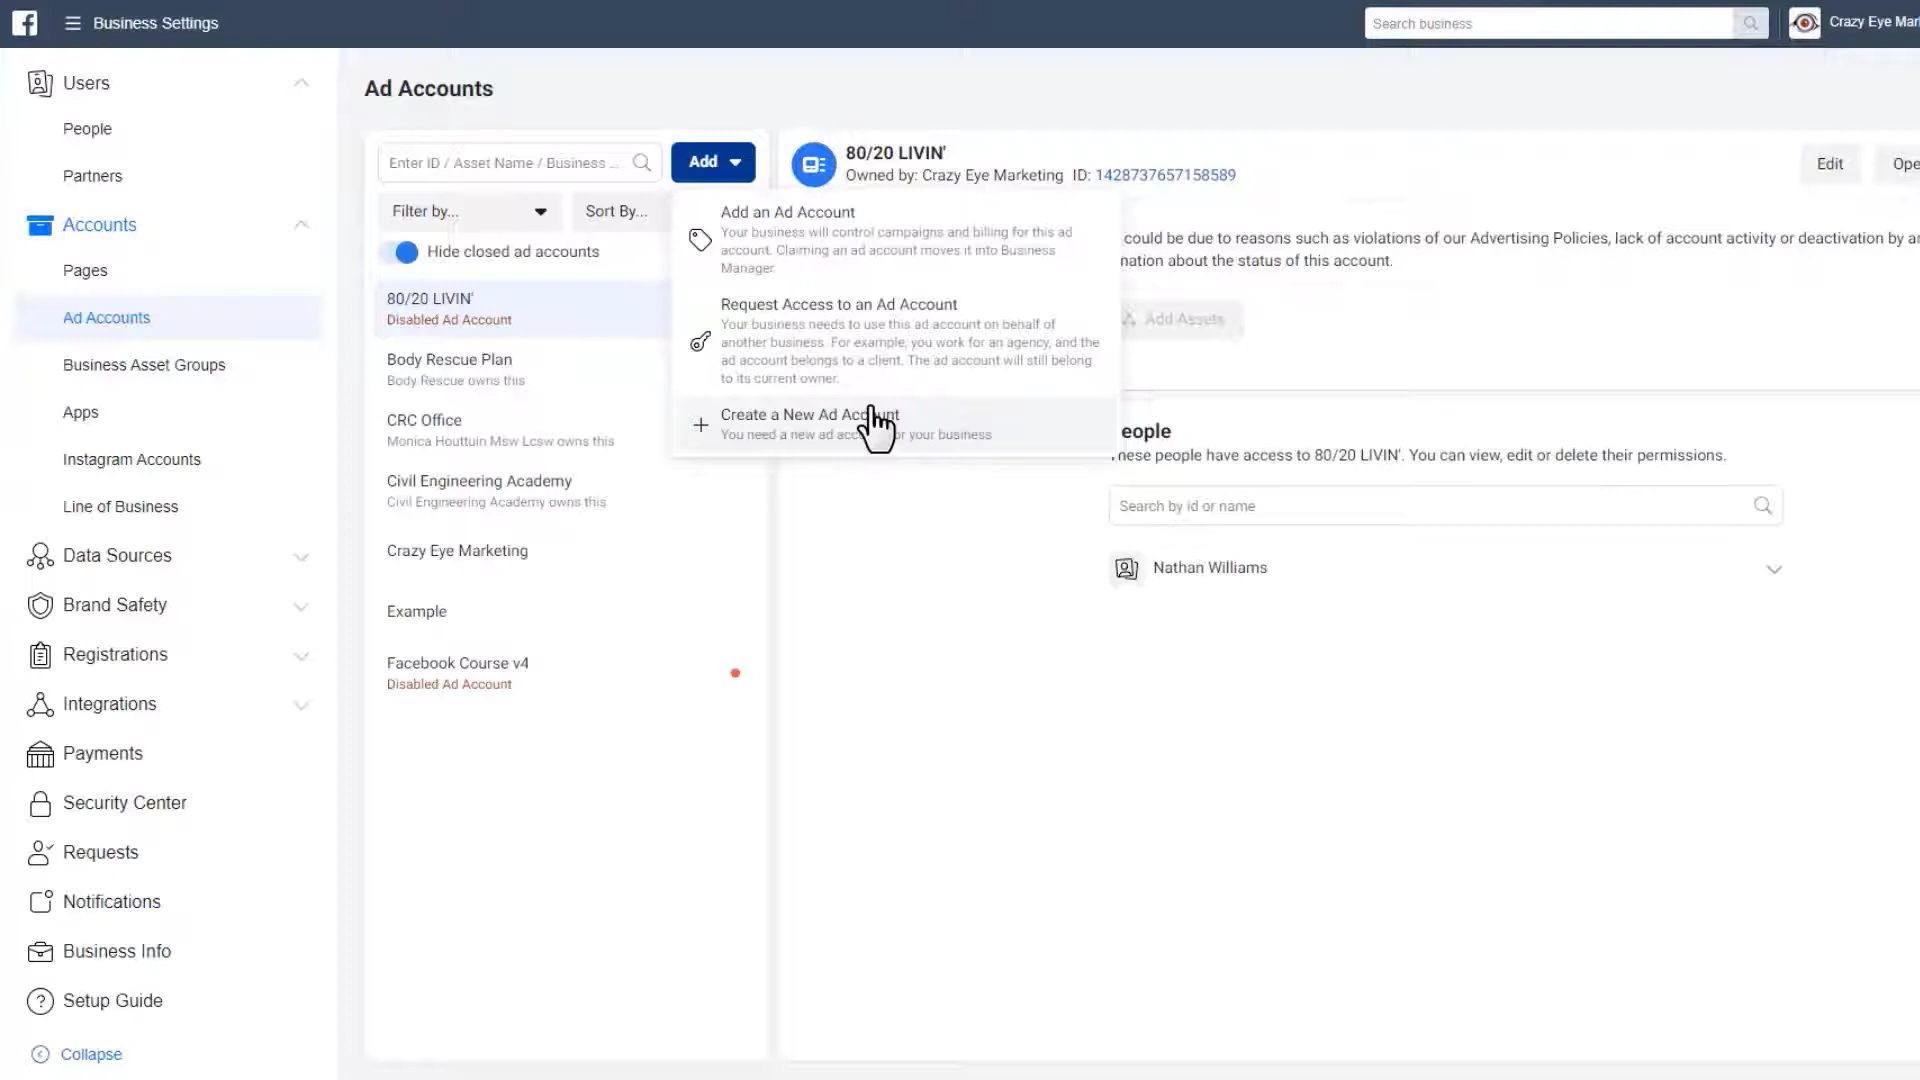 Business Settings
Search business
Crazy Eye Mar
Users
People
Partners
Accounts
Pages
Ad Accounts
Business Asset Groups
Apps
Instagram Accounts
Line of Business
Data Sources
Brand Safety
Registrations
Integrations
Payments
Security Center
Requests
Notifications
Business Info
Setup Guide
Collapse
Ad Accounts
Enter ID / Asset Name / Business ...
Add
Filter by...
Sort By...
Hide closed ad accounts
80/20 LIVIN'
Disabled Ad Account
Body Rescue Plan
Body Rescue owns this
CRC Office
Monica Houttuin Msw Lcsw owns this
Civil Engineering Academy
Civil Engineering Academy owns this
Crazy Eye Marketing
Example
Facebook Course v4
Disabled Ad Account
Add an Ad Account
Your business will control campaigns and billing for this ad
account. Claiming an ad account moves it into Business
Manager.
Request Access to an Ad Account
Your business needs to use this ad account on behalf of
another business. For example, you work for an agency, and the
ad account belongs to a client. The ad account will still belong
to its current owner.
Create a New Ad Account
You need a new ad acc or your business
80/20 LIVIN'
Owned by: Crazy Eye Marketing ID: 1428737657158589
Edit
Ope
could be due to reasons such as violations of our Advertising Policies, lack of account activity or deactivation by a
mation about the status of this account.
Add Assets
eople
hese people have access to 80/20 LIVIN'. You can view, edit or delete their permissions.
Search by id or name
Nathan Williams